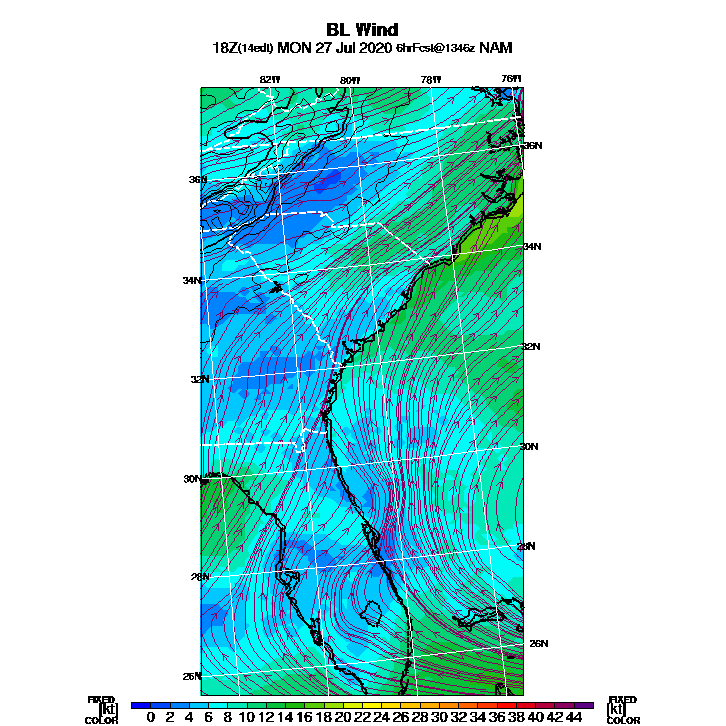 BL Wind
18Z(14edt) MON 27 Jul 2020 6hrFcst@1346z NAM
82W 80W 78W 76W
36N 36N
34N 34N
32N 32N
30N 30N
28N 28N
26N 26N
FIXED FIXED
[kt] 0 2 4 6 8 10 12 14 16 18 20 22 24 26 28 30 32 34 36 38 40 42 44 [kt]
COLOR COLOR